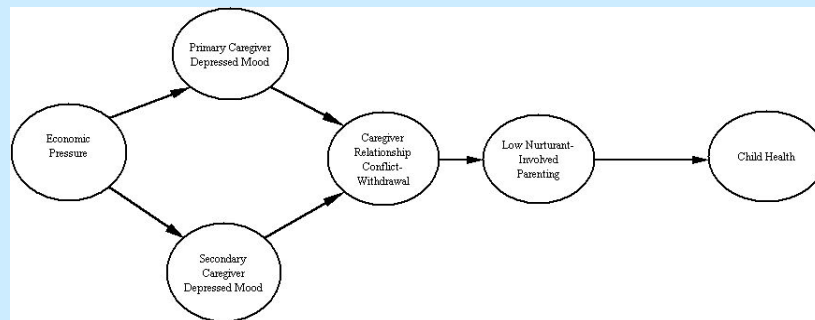 Primary Caregiver
Depressed Mood
Economic
Pressure
Caregiver
Relationship
Conflict-
Withdrawal
Low Nurturant-
Involved
Parenting
Child Health
Secondary
Caregiver
Depressed Mood